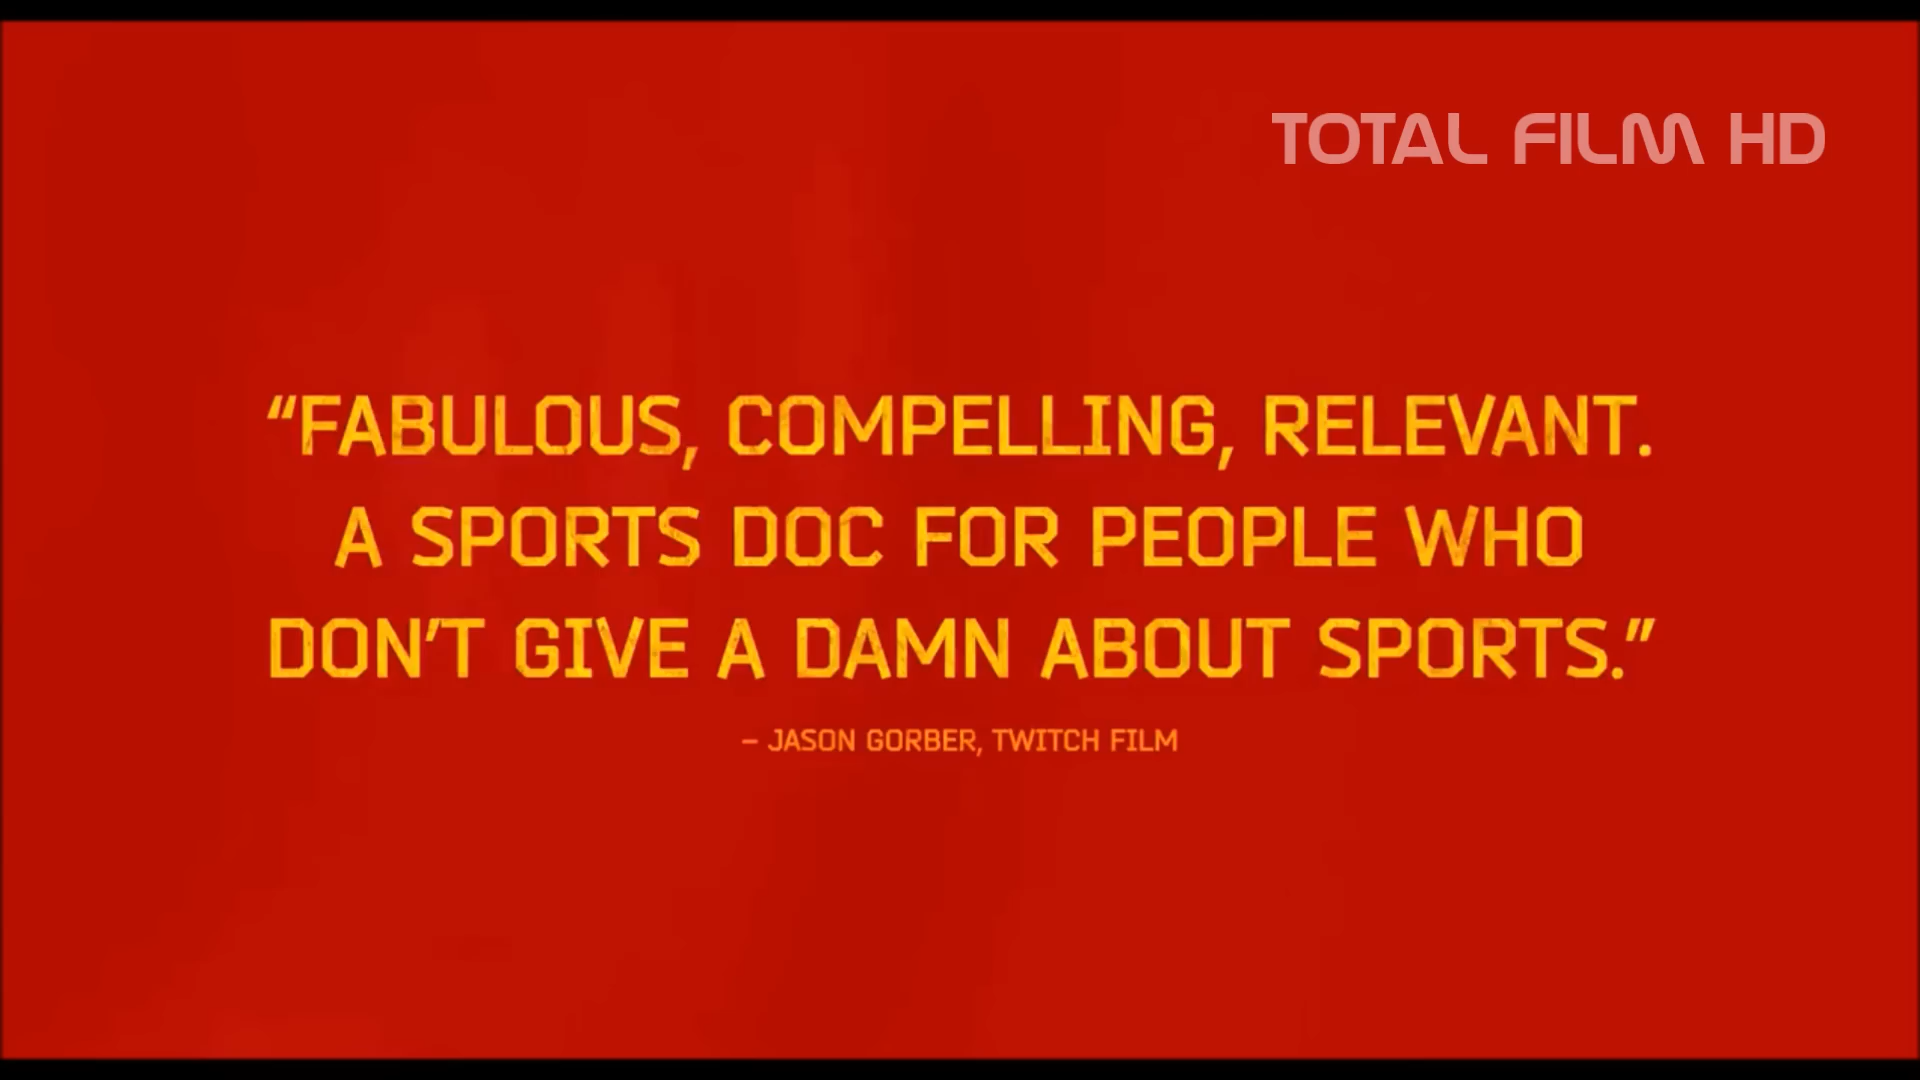 TOTAL FILM HD
“FABULOUS, COMPELLING, RELEVANT.
A SPORTS DOC FOR PEOPLE WHO
DON’T GIVE A DAMN ABOUT SPORTS.”
– JASON GORBER, TWITCH FILM